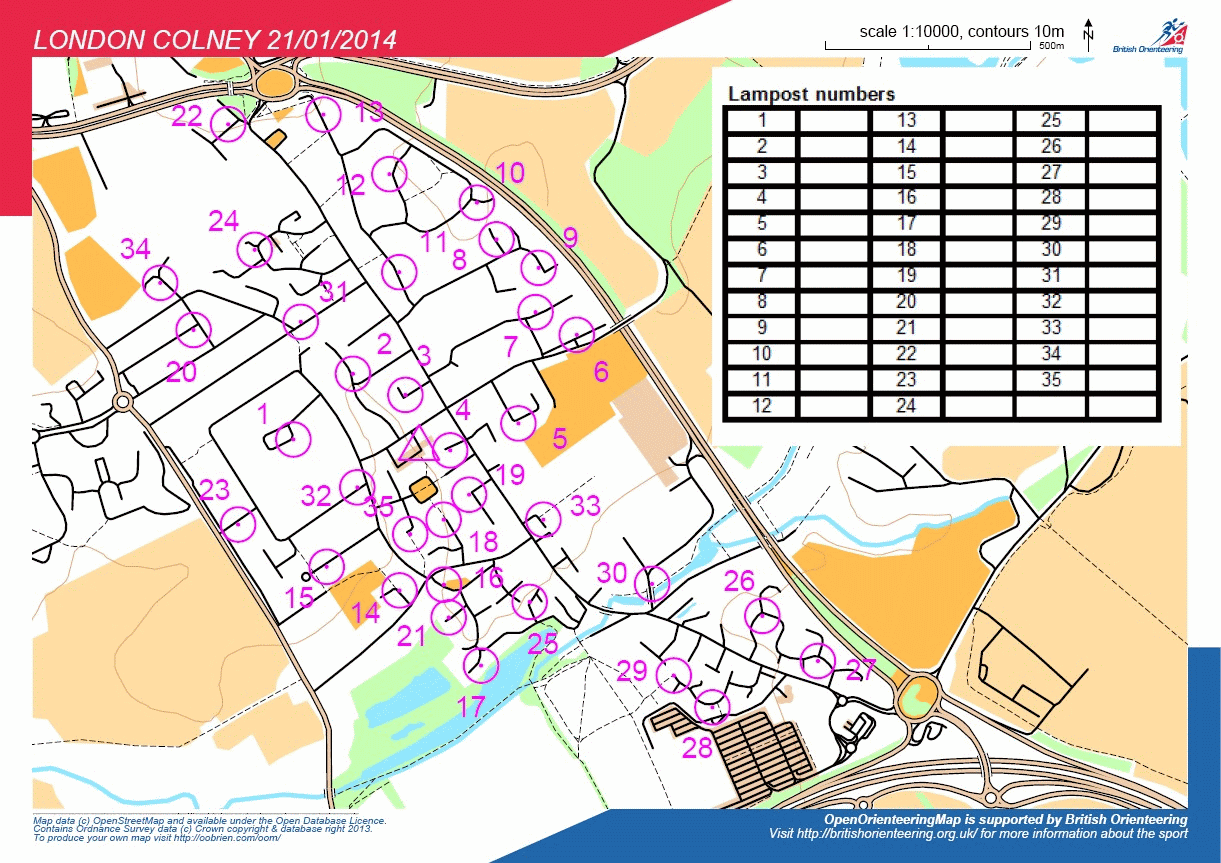 LONDON COLNEY 21/01/2014
scale 1:10000, contours 10m
500m
N
British Orienteering
Lampost numbers
1 13 25
2 14 26
3 15 27
4 16 28
5 17 29
6 18 30
7 19 31
8 20 32
9 21 33
10 22 34
11 23 35
12 24
22
13
12
10
24
11
9
34
8
31
2
7
3
20
6
1
4
5
23
32
35
19
33
18
30
16
26
15
14
21
25
29
27
17
28
Map data (c) OpenStreetMap and available under the Open Database Licence.
Contains Ordnance Survey data (c) Crown copyright & database right 2013.
To produce your own map visit http://oobrien.com/oom/
OpenOrienteeringMap is supported by British Orienteering
Visit http://britishorienteering.org.uk/ for more information about the sport